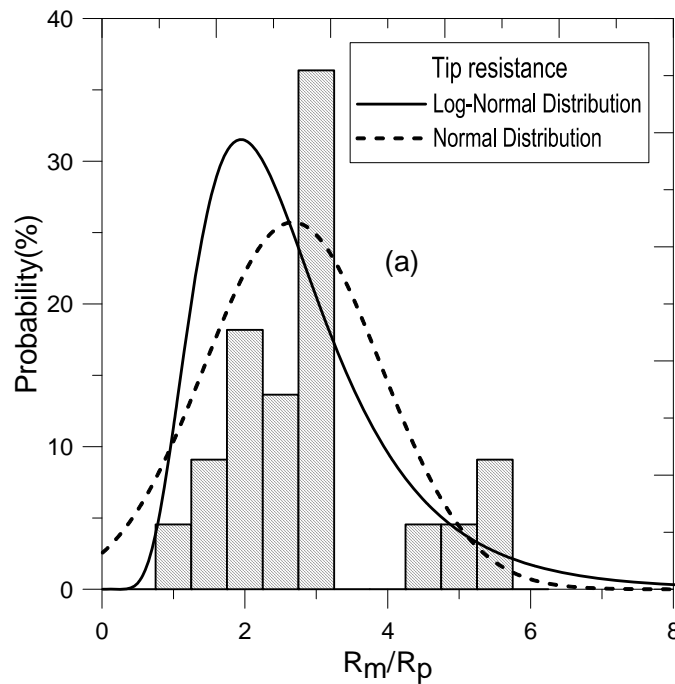 40
30
20
10
0
Probability(%)
Tip resistance
Log-Normal Distribution
Normal Distribution
(a)
0 2 4 6 8
Rm/Rp